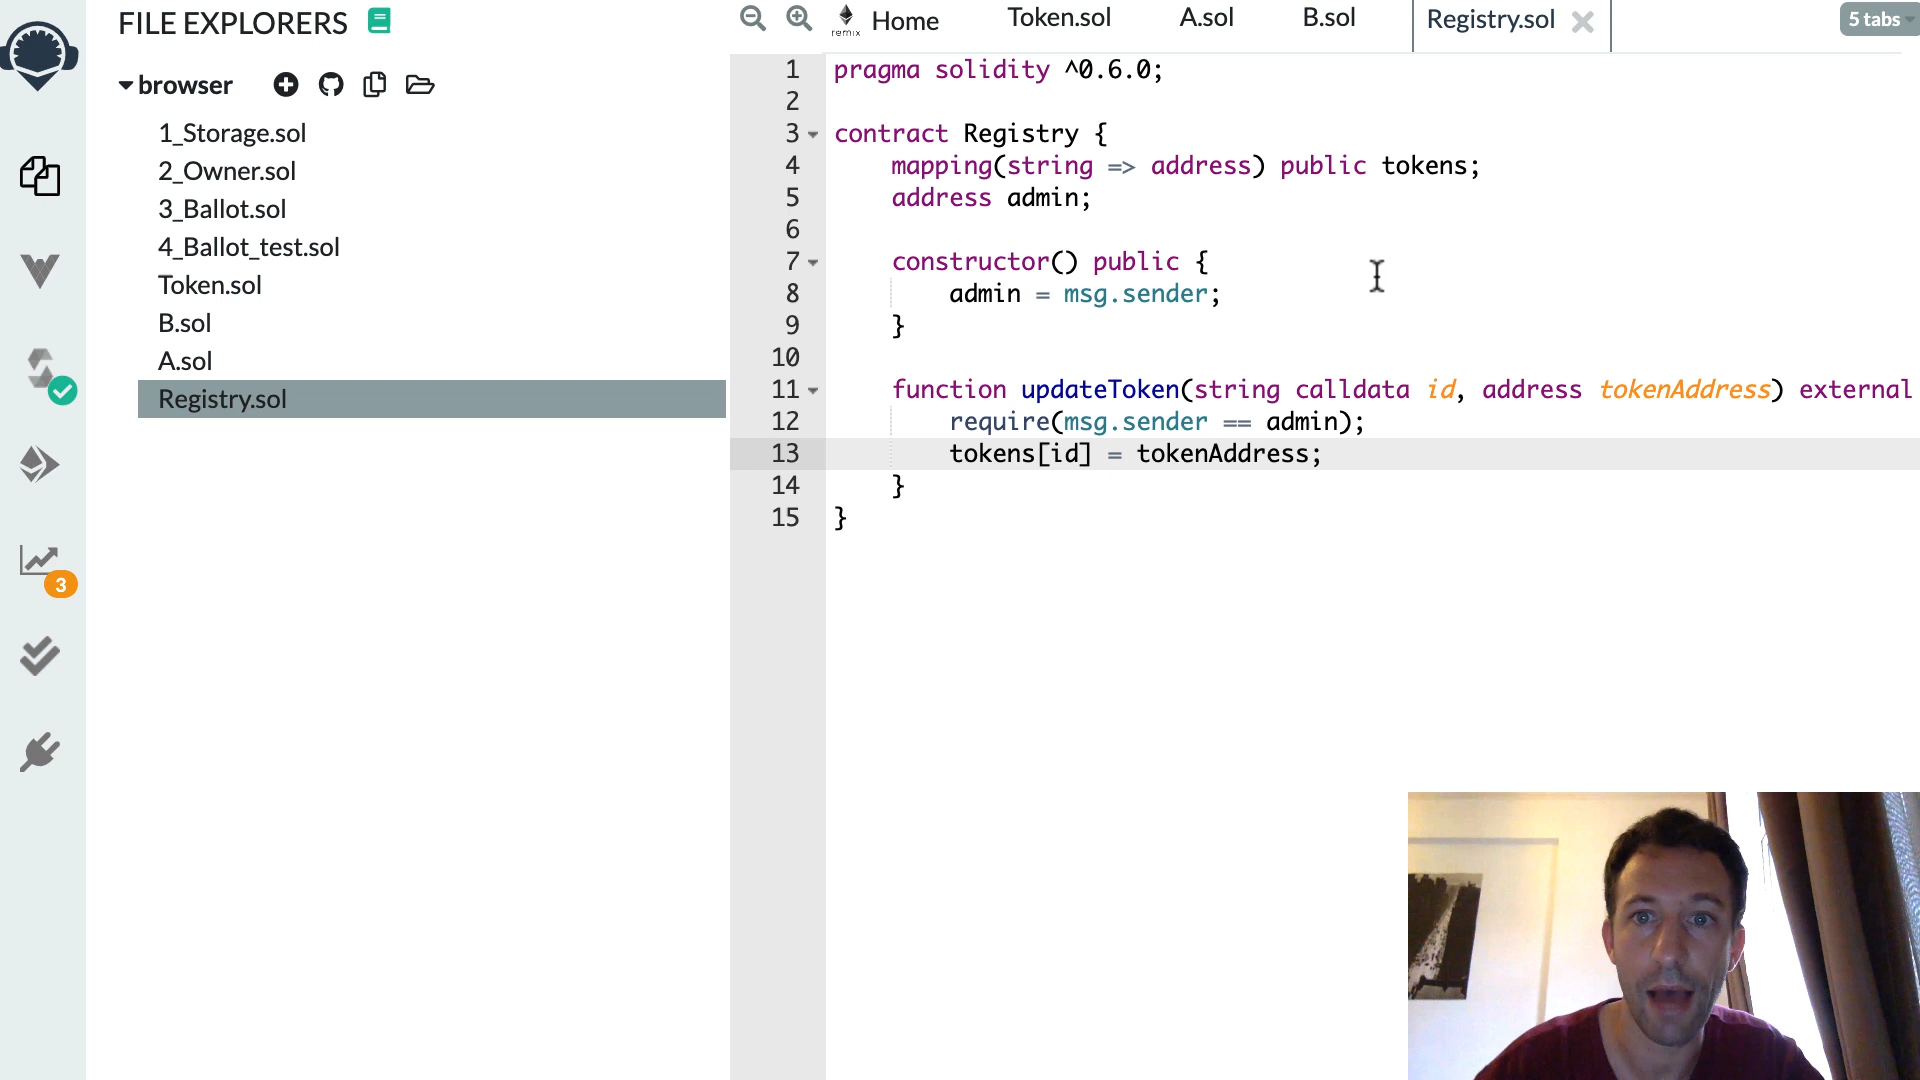 FILE EXPLORERS
browser
1_Storage.sol
2_Owner.sol
3_Ballot.sol
4_Ballot_test.sol
Token.sol
B.sol
A.sol
Registry.sol
3
remix
Home
Token.sol
A.sol
B.sol
Registry.sol
5 tabs
1 pragma solidity ^0.6.0;
2
3 contract Registry {
4 mapping(string => address) public tokens;
5 address admin;
6
7 constructor() public {
8 admin = msg.sender;
9 }
10
11 function updateToken(string calldata id, address tokenAddress) external
12 require(msg.sender == admin);
13 tokens[id] = tokenAddress;
14 }
15 }